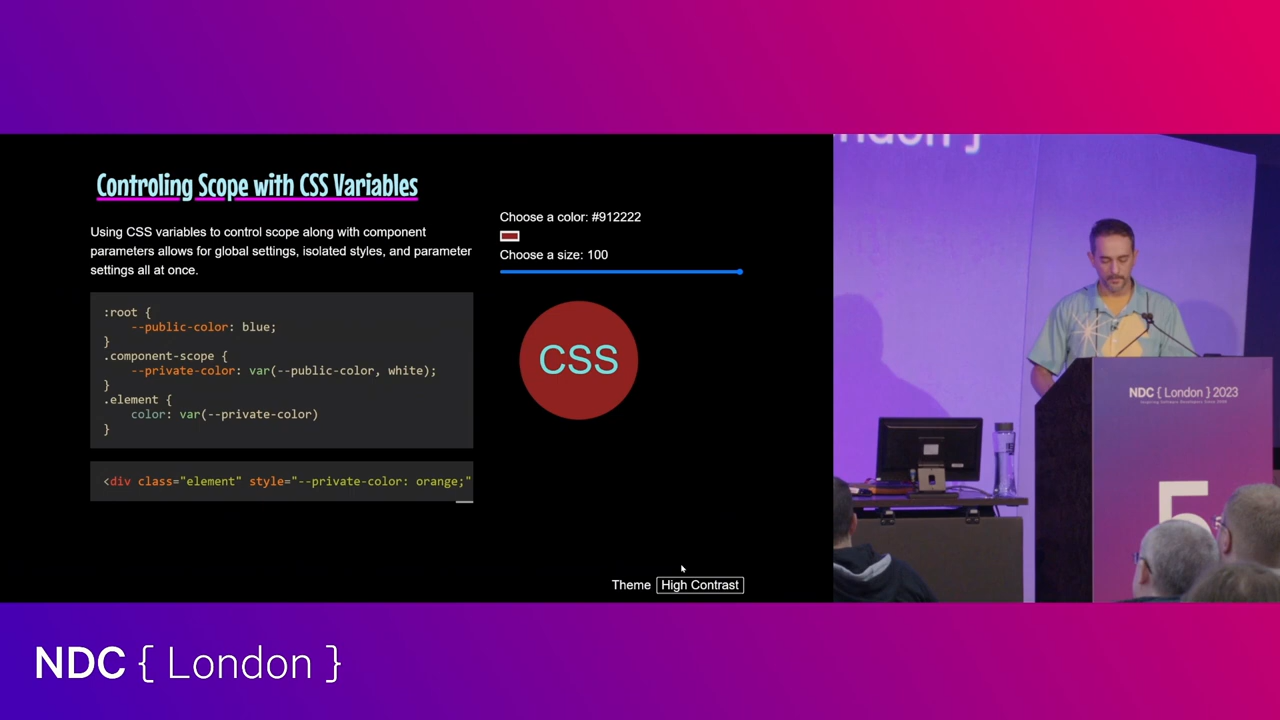 Controling Scope with CSS Variables
Using CSS variables to control scope along with component
parameters allows for global settings, isolated styles, and parameter
settings all at once.
:root {
--public-color: blue;
}
.component-scope {
--private-color: var(--public-color, white);
}
.element {
color: var(--private-color)
}
<div class="element" style="--private-color: orange;"
Choose a color: #912222
Choose a size: 100
CSS
Theme High Contrast
ndon }
NDC { London } 2023
5
NDC { London }